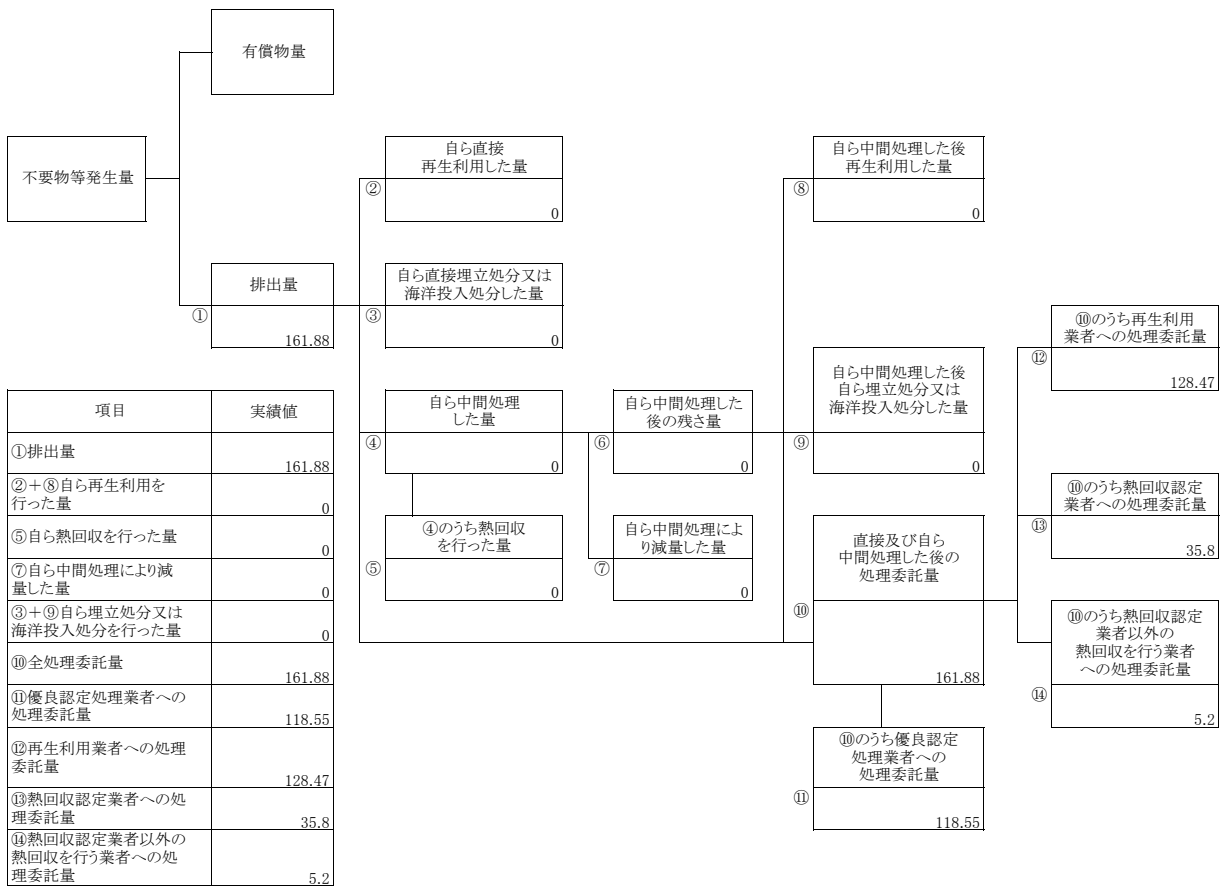 有償物量
不要物等発生量
自ら直接
再生利用した量
②
0
自ら中間処理した後
再生利用した量
⑧
0
排出量
①
161.88
自ら直接埋立処分又は
海洋投入処分した量
③
0
⑩のうち再生利用
業者への処理委託量
⑫
128.47
自ら中間処理
した量
④
0
自ら中間処理した
後の残さ量
⑥
0
自ら中間処理した後
自ら埋立処分又は
海洋投入処分した量
⑨
0
④のうち熱回収
を行った量
⑤
0
自ら中間処理によ
り減量した量
⑦
0
直接及び自ら
中間処理した後の
処理委託量
⑩
161.88
⑩のうち熱回収認定
業者への処理委託量
⑬
35.8
⑩のうち熱回収認定
業者以外の
熱回収を行う業者
への処理委託量
⑭
5.2
⑩のうち優良認定
処理業者への
処理委託量
⑪
118.55
項目 実績値
①排出量
161.88
②+⑧自ら再生利用を
行った量
0
⑤自ら熱回収を行った量
0
⑦自ら中間処理により減
量した量
0
③+⑨自ら埋立処分又は
海洋投入処分を行った量
0
⑩全処理委託量
161.88
⑪優良認定処理業者への
処理委託量
118.55
⑫再生利用業者への処理
委託量
128.47
⑬熱回収認定業者への処
理委託量
35.8
⑭熱回収認定業者以外の
熱回収を行う業者への処
理委託量
5.2